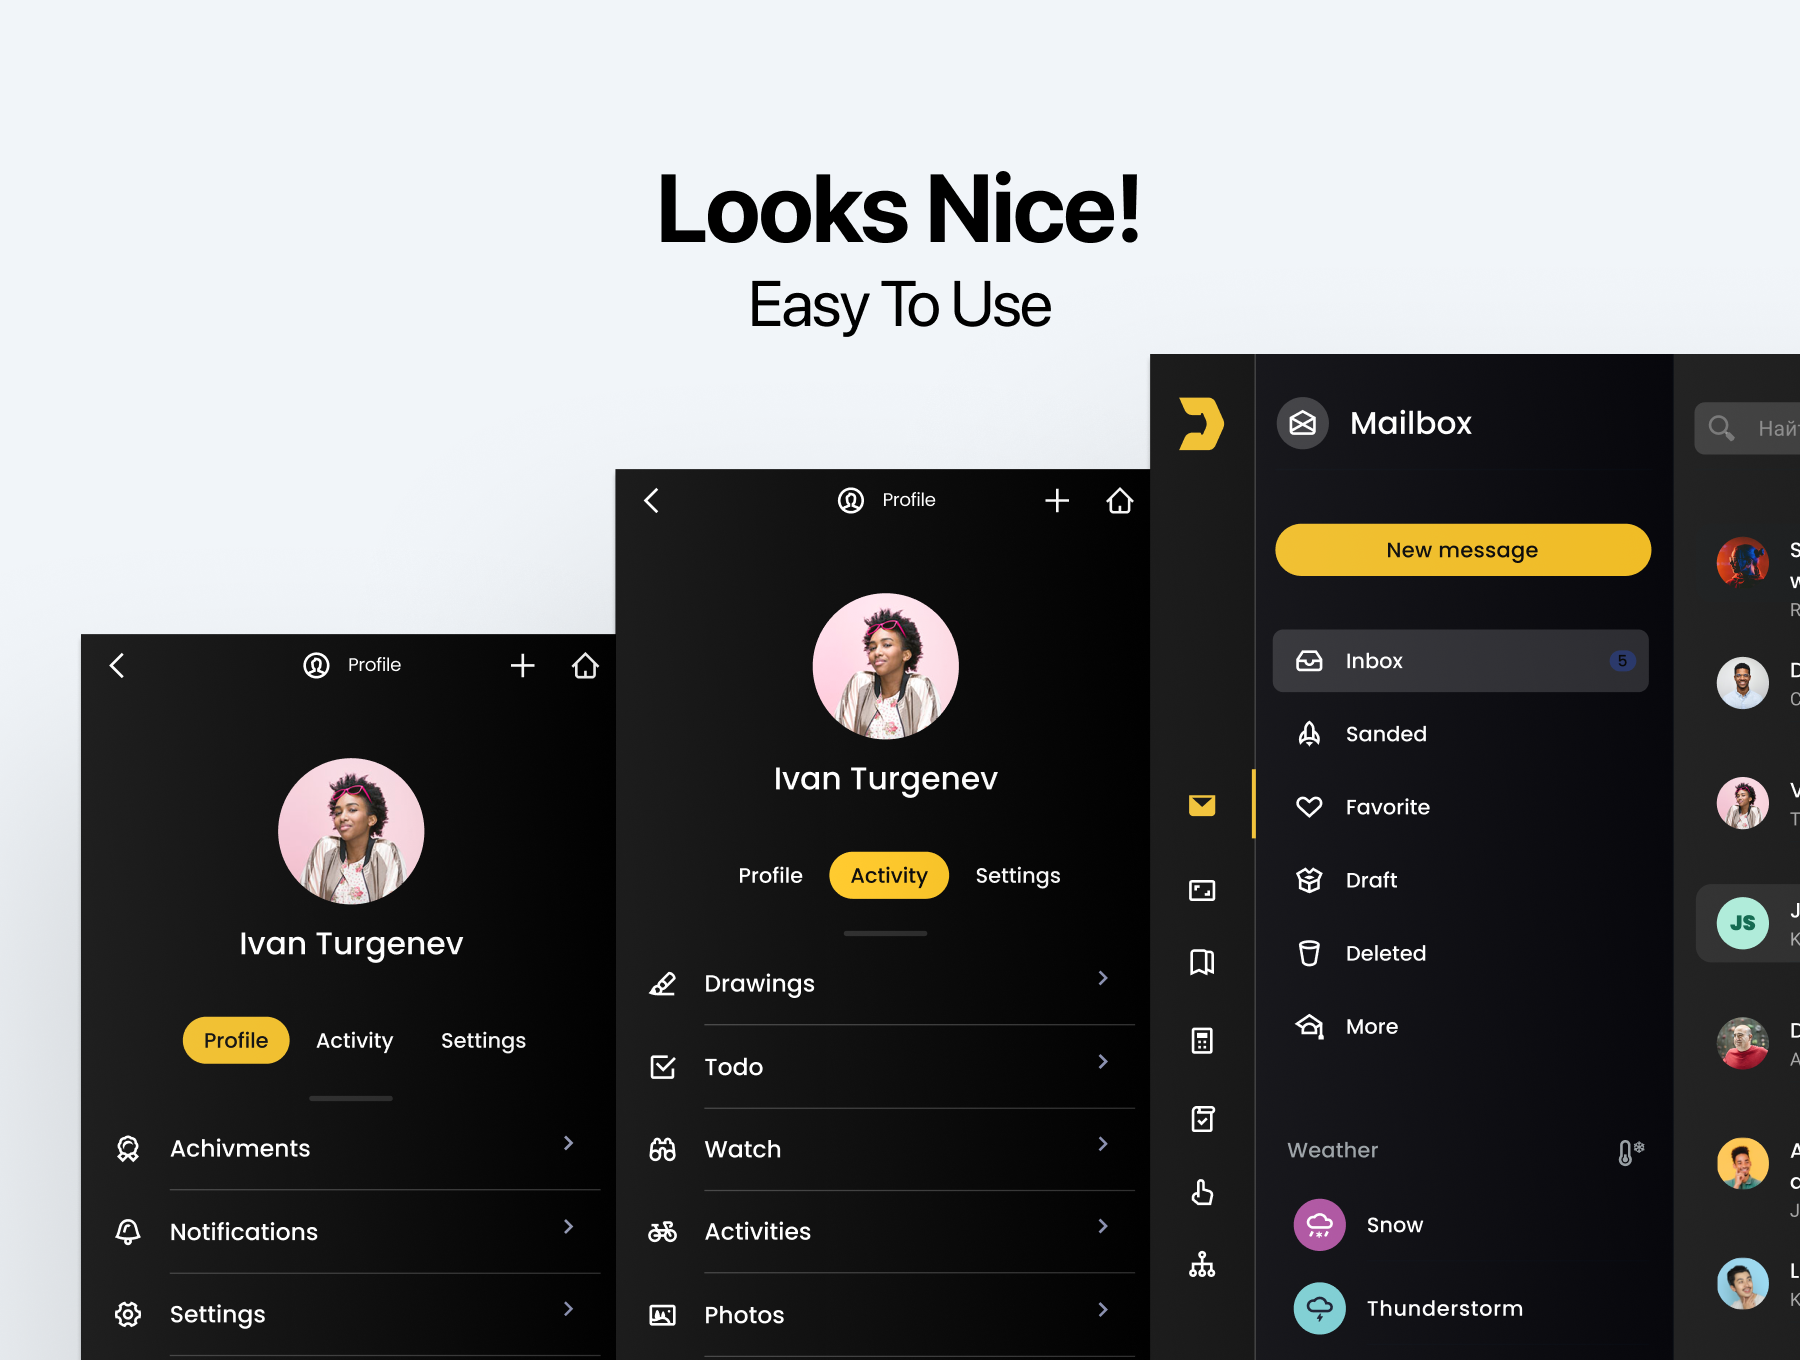 Looks Nice!
Easy To Use
Profile
Ivan Turgenev
Profile Activity Settings
Achivments
Notifications
Settings
Profile
Ivan Turgenev
Profile Activity Settings
Drawings
Todo
Watch
Activities
Photos
Mailbox
New message
Inbox 5
Sanded
Favorite
Draft
Deleted
More
Weather
Snow
Thunderstorm
JS